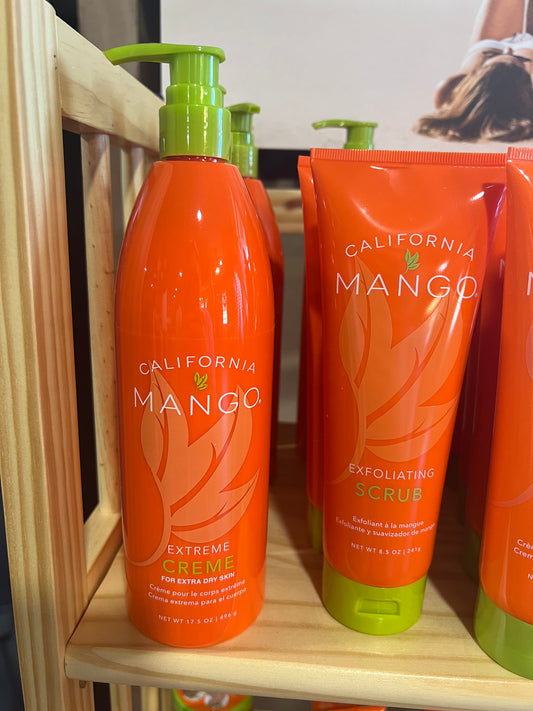 CALIFORNIA
MANGO®
EXTREME
CREME
FOR EXTRA DRY SKIN
Crème pour le corps extrême
Crema extrema para el cuerpo
NET WT 17.5 OZ | 496 g
CALIFORNIA
MANGO®
EXFOLIATING
SCRUB
Exfoliant à la mangue
Exfoliante y suavizador de mango
NET WT 8.5 OZ | 241g